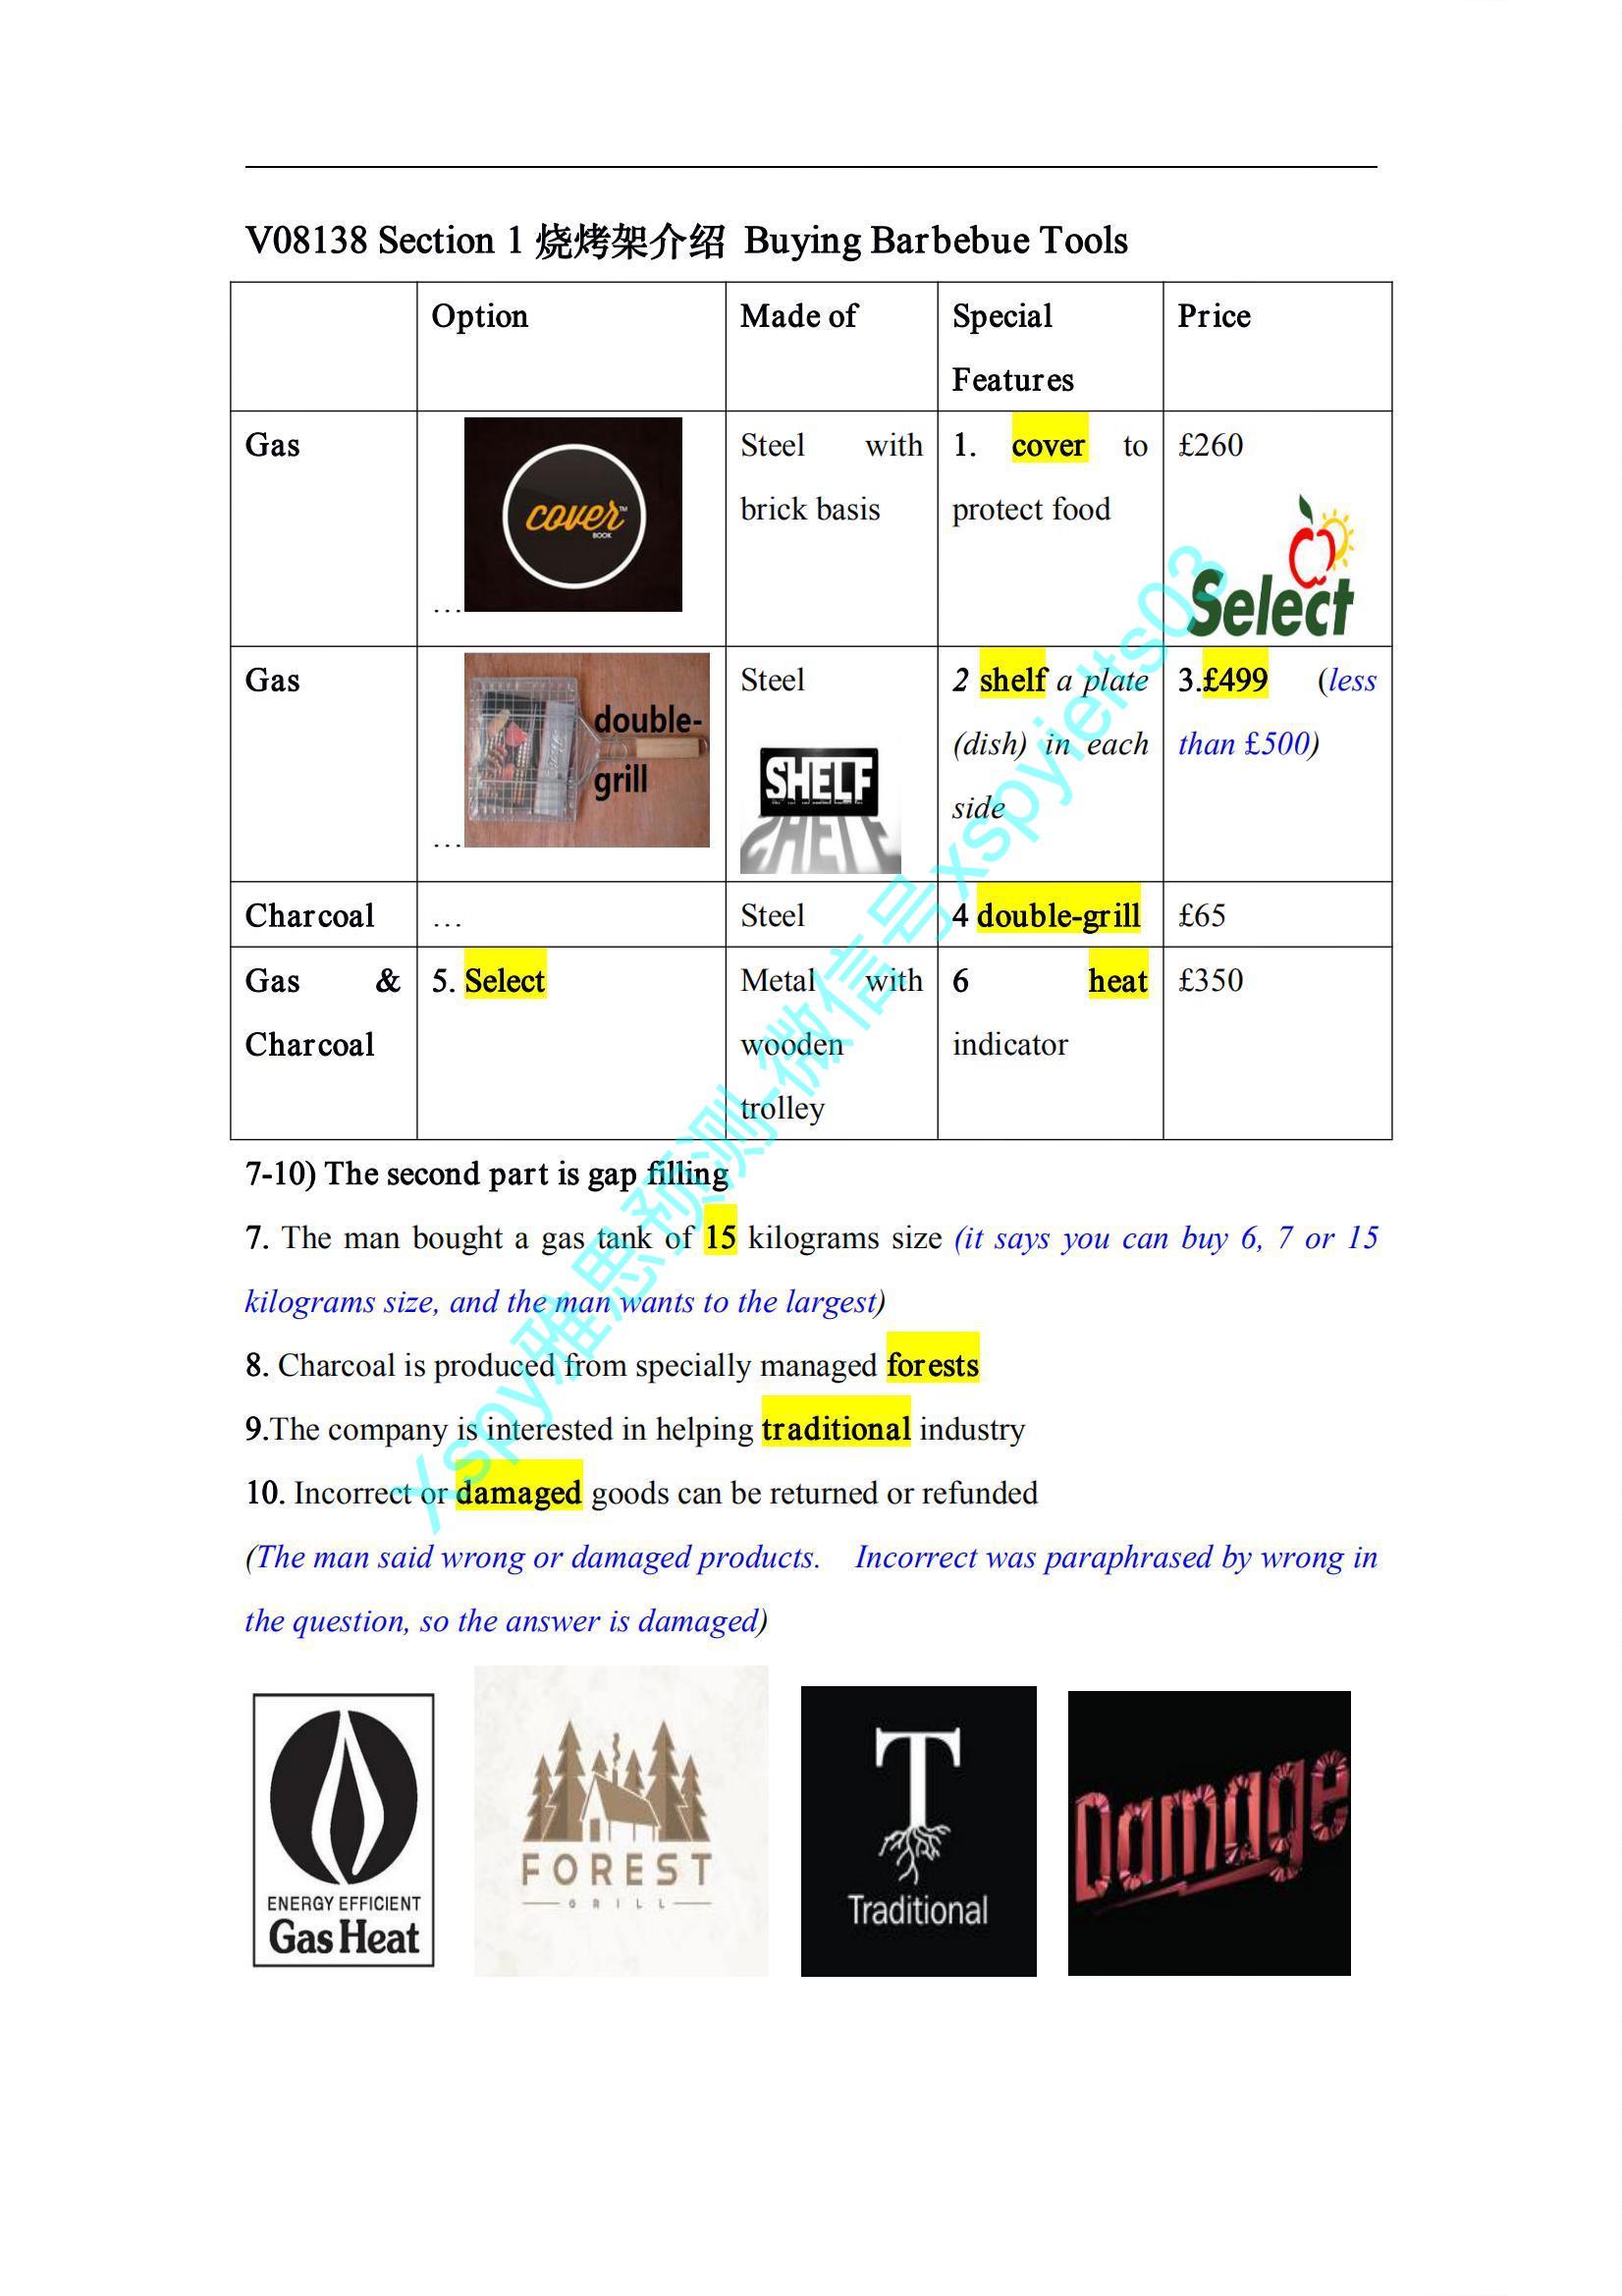 V08138 Section 1 烧烤架介绍 Buying Barbebue Tools
Option
Made of
Special
Features
Price
Gas
…
cover™
BOOK
Steel with
brick basis
1. cover to
protect food
£260
Select
Gas
…
double-
grill
Steel
SHELF
2 shelf a plate
(dish) in each
side
3.£499 (less
than £500)
Charcoal
…
Steel
4 double-grill
£65
Gas &
Charcoal
5. Select
Metal with
wooden
trolley
6 heat
indicator
£350
7-10) The second part is gap filling
7. The man bought a gas tank of 15 kilograms size (it says you can buy 6, 7 or 15
kilograms size, and the man wants to the largest)
8. Charcoal is produced from specially managed forests
9.The company is interested in helping traditional industry
10. Incorrect or damaged goods can be returned or refunded
(The man said wrong or damaged products. Incorrect was paraphrased by wrong in
the question, so the answer is damaged)
ENERGY EFFICIENT
Gas Heat
FOREST
GRILL
T
Traditional
Damage
Xspy雅思预测-微信号xspyielts03